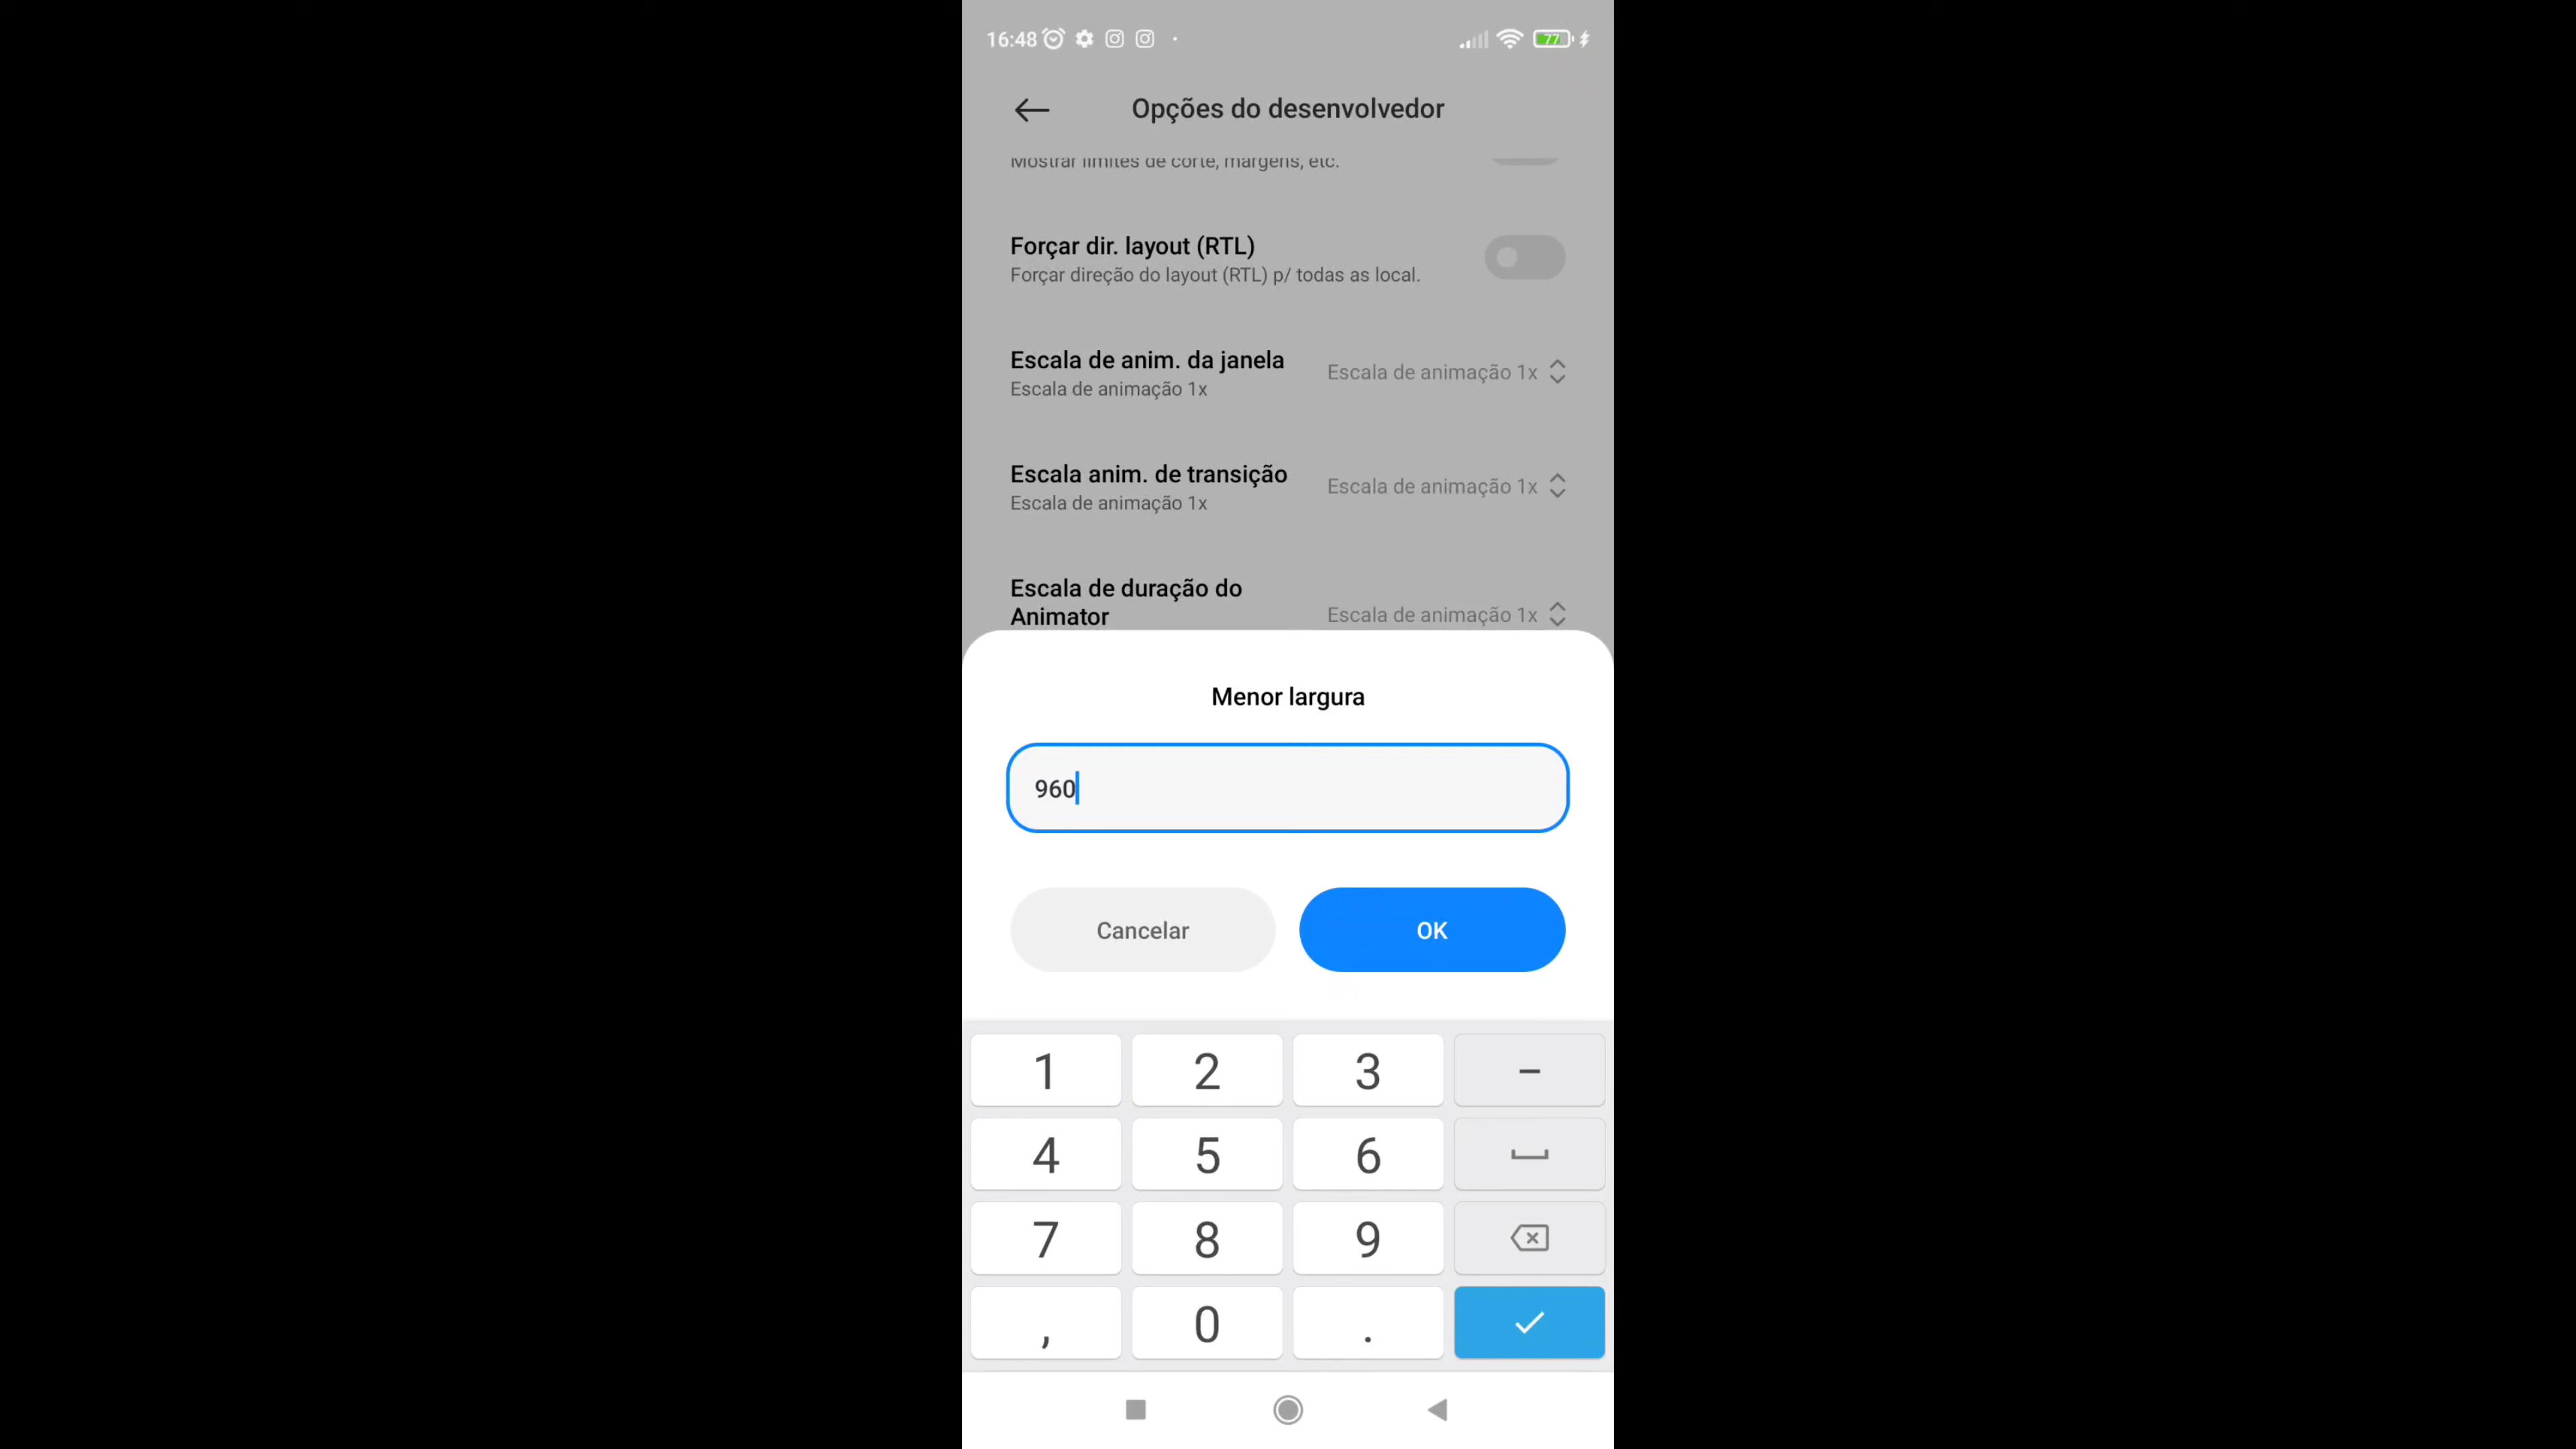 16:48
77
Opções do desenvolvedor
Mostrar limites de corte, margens, etc.
Forçar dir. layout (RTL)
Forçar direção do layout (RTL) p/ todas as local.
Escala de anim. da janela
Escala de animação 1x
Escala de animação 1x
Escala anim. de transição
Escala de animação 1x
Escala de animação 1x
Escala de duração do
Animator
Escala de animação 1x
Menor largura
960
Cancelar
OK
1 2 3 –
4 5 6
7 8 9
, 0 .